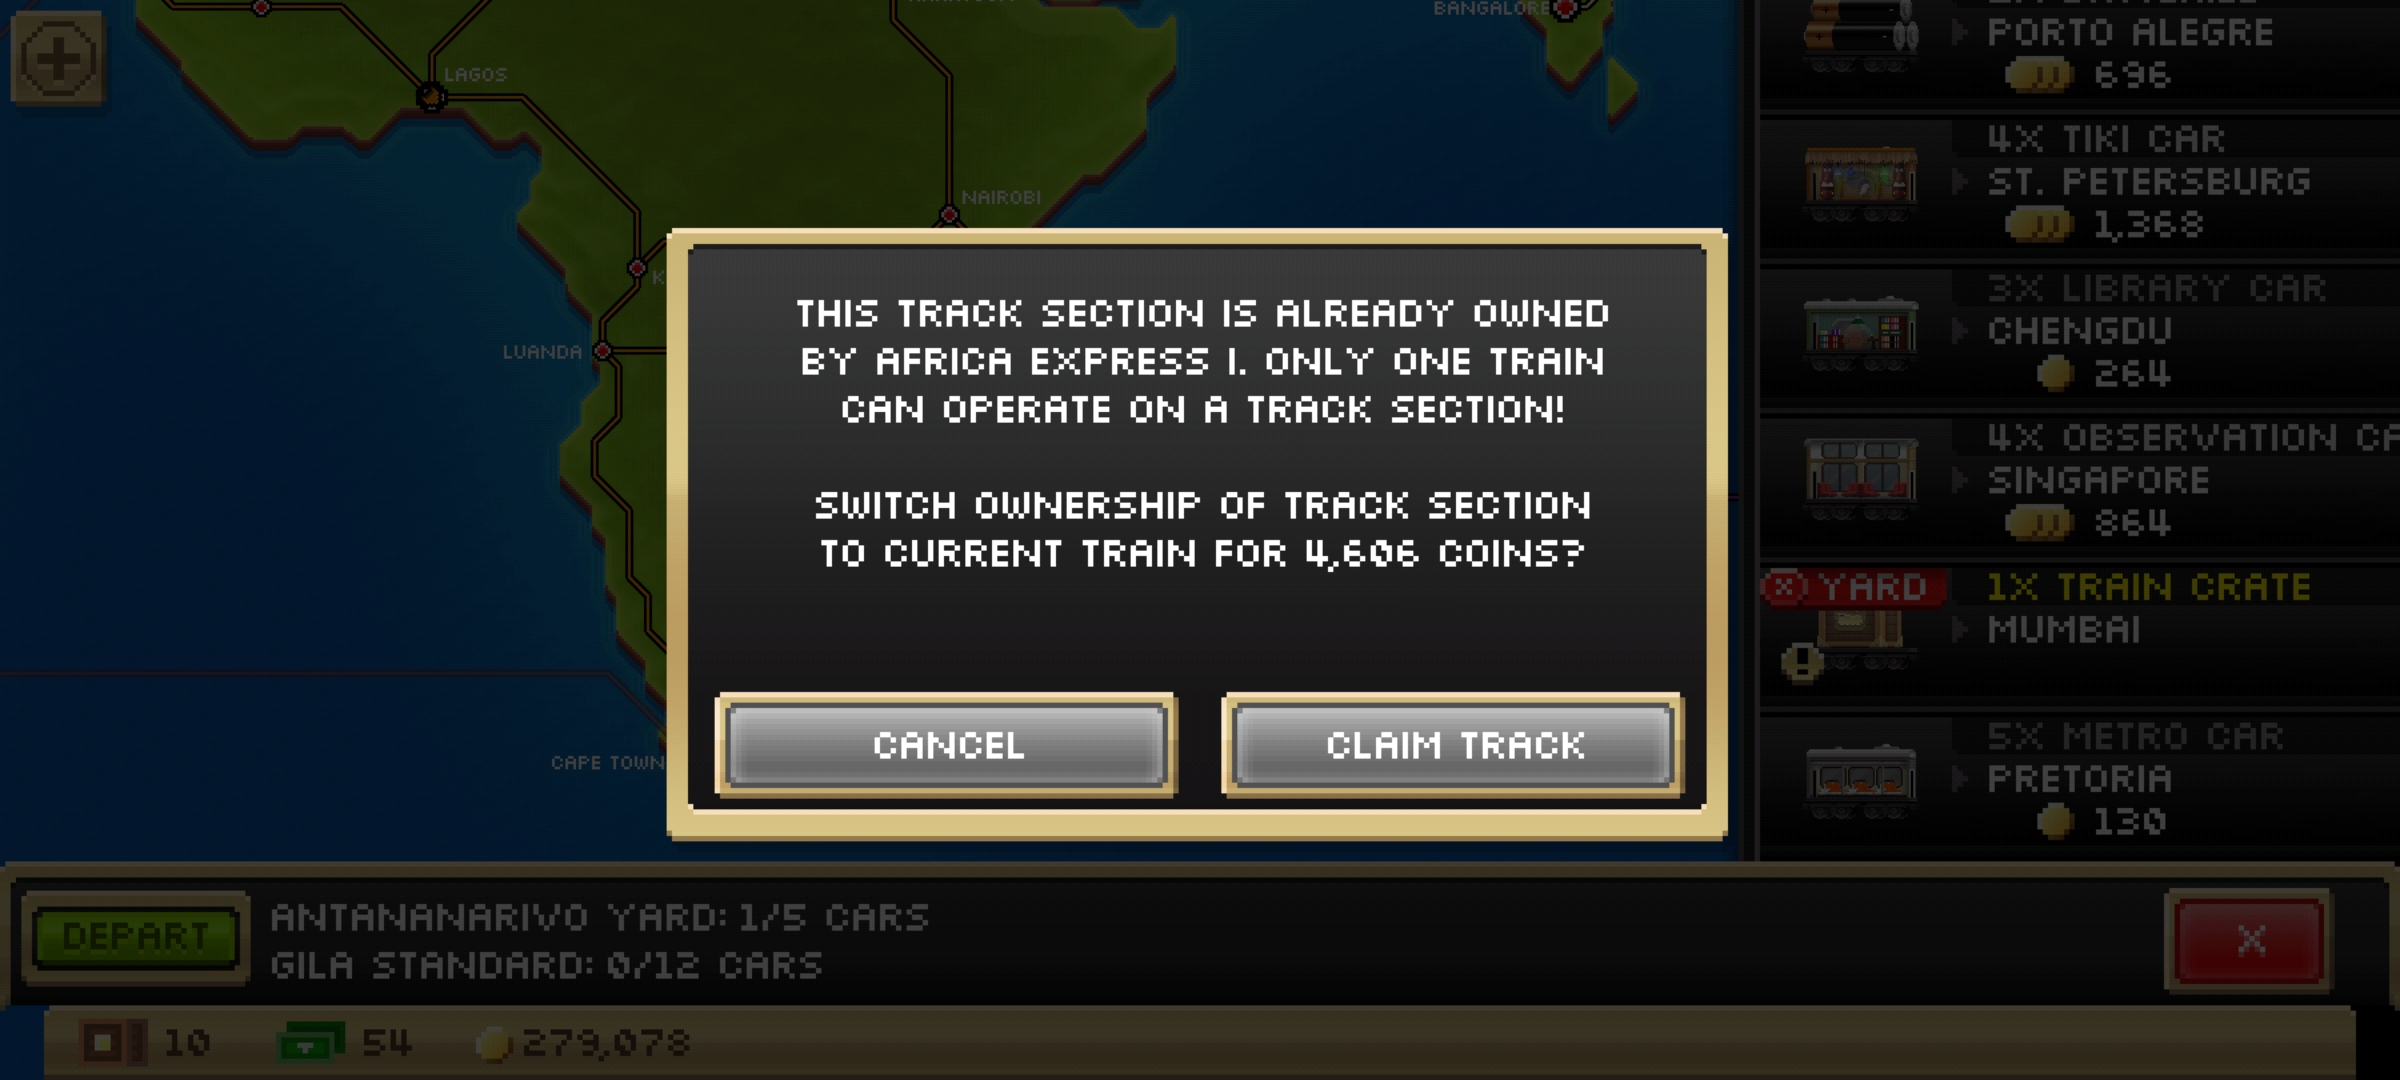 BANGALORE
LAGOS
NAIROBI
K
LUANDA
CAPE TOWN
THIS TRACK SECTION IS ALREADY OWNED
BY AFRICA EXPRESS I. ONLY ONE TRAIN
CAN OPERATE ON A TRACK SECTION!
SWITCH OWNERSHIP OF TRACK SECTION
TO CURRENT TRAIN FOR 4,606 COINS?
CANCEL
CLAIM TRACK
PORTO ALEGRE
696
4X TIKI CAR
ST. PETERSBURG
1,368
3X LIBRARY CAR
CHENGDU
264
4X OBSERVATION CA
SINGAPORE
864
X YARD
1X TRAIN CRATE
MUMBAI
!
5X METRO CAR
PRETORIA
130
DEPART
ANTANANARIVO YARD: 1/5 CARS
GILA STANDARD: 0/12 CARS
X
10
54
279,078